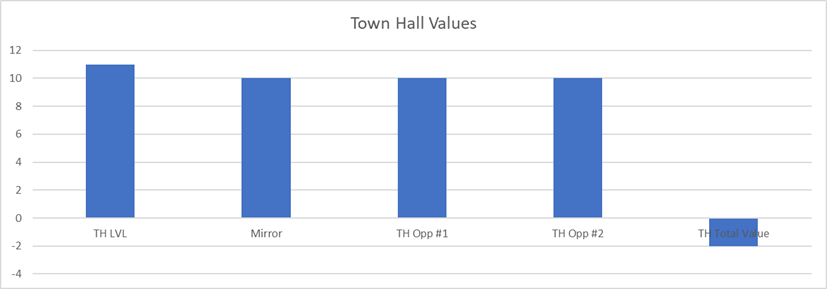 Town Hall Values
12
10
8
6
4
2
0
-2
-4
TH LVL
Mirror
TH Opp #1
TH Opp #2
TH Total Value